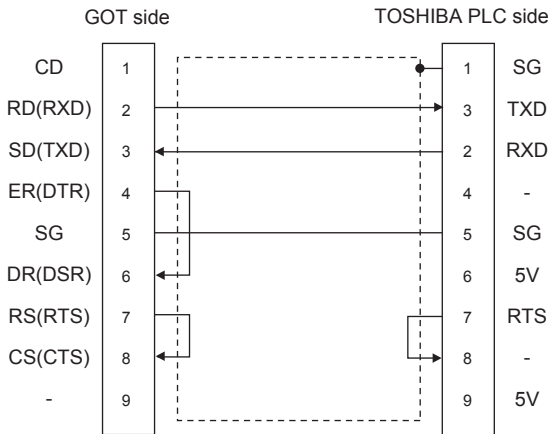 GOT side TOSHIBA PLC side
CD 1 1 SG
RD(RXD) 2 3 TXD
SD(TXD) 3 2 RXD
ER(DTR) 4 4 -
SG 5 5 SG
DR(DSR) 6 6 5V
RS(RTS) 7 7 RTS
CS(CTS) 8 8 -
- 9 9 5V